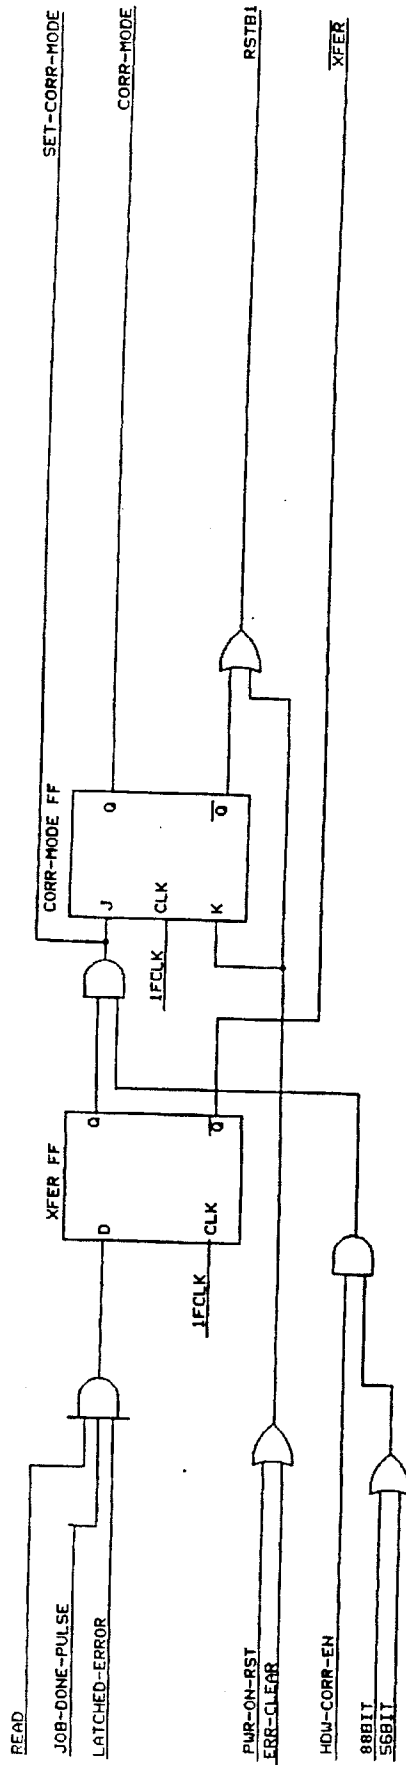 READ
JOB-DONE-PULSE
LATCHED-ERROR
XFER FF
D
Q
CLK
Q
1FCLK
CORR-MODE FF
J
Q
CLK
1FCLK
K
Q
SET-CORR-MODE
CORR-MODE
RSTB1
XFER
PWR-ON-RST
ERR-CLEAR
HDW-CORR-EN
88BIT
56BIT